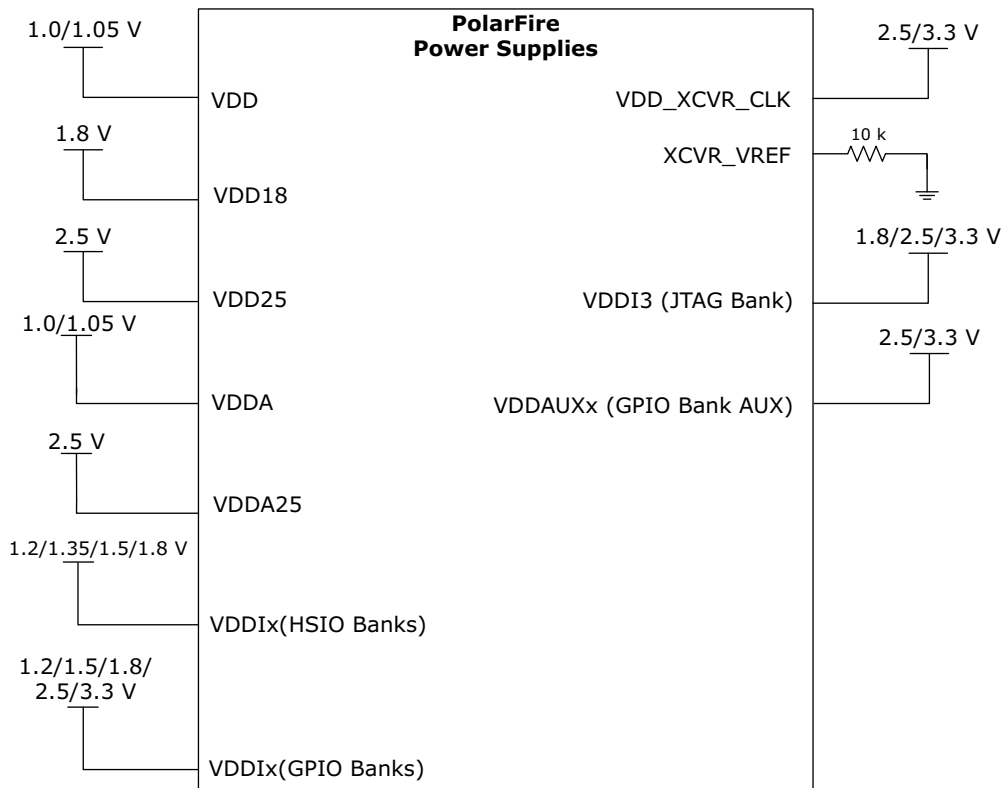 PolarFire
Power Supplies
1.0/1.05 V
VDD
1.8 V
VDD18
2.5 V
VDD25
1.0/1.05 V
VDDA
2.5 V
VDDA25
1.2/1.35/1.5/1.8 V
VDDIx(HSIO Banks)
1.2/1.5/1.8/
2.5/3.3 V
VDDIx(GPIO Banks)
2.5/3.3 V
VDD_XCVR_CLK
10 k
XCVR_VREF
1.8/2.5/3.3 V
VDDI3 (JTAG Bank)
2.5/3.3 V
VDDAUXx (GPIO Bank AUX)